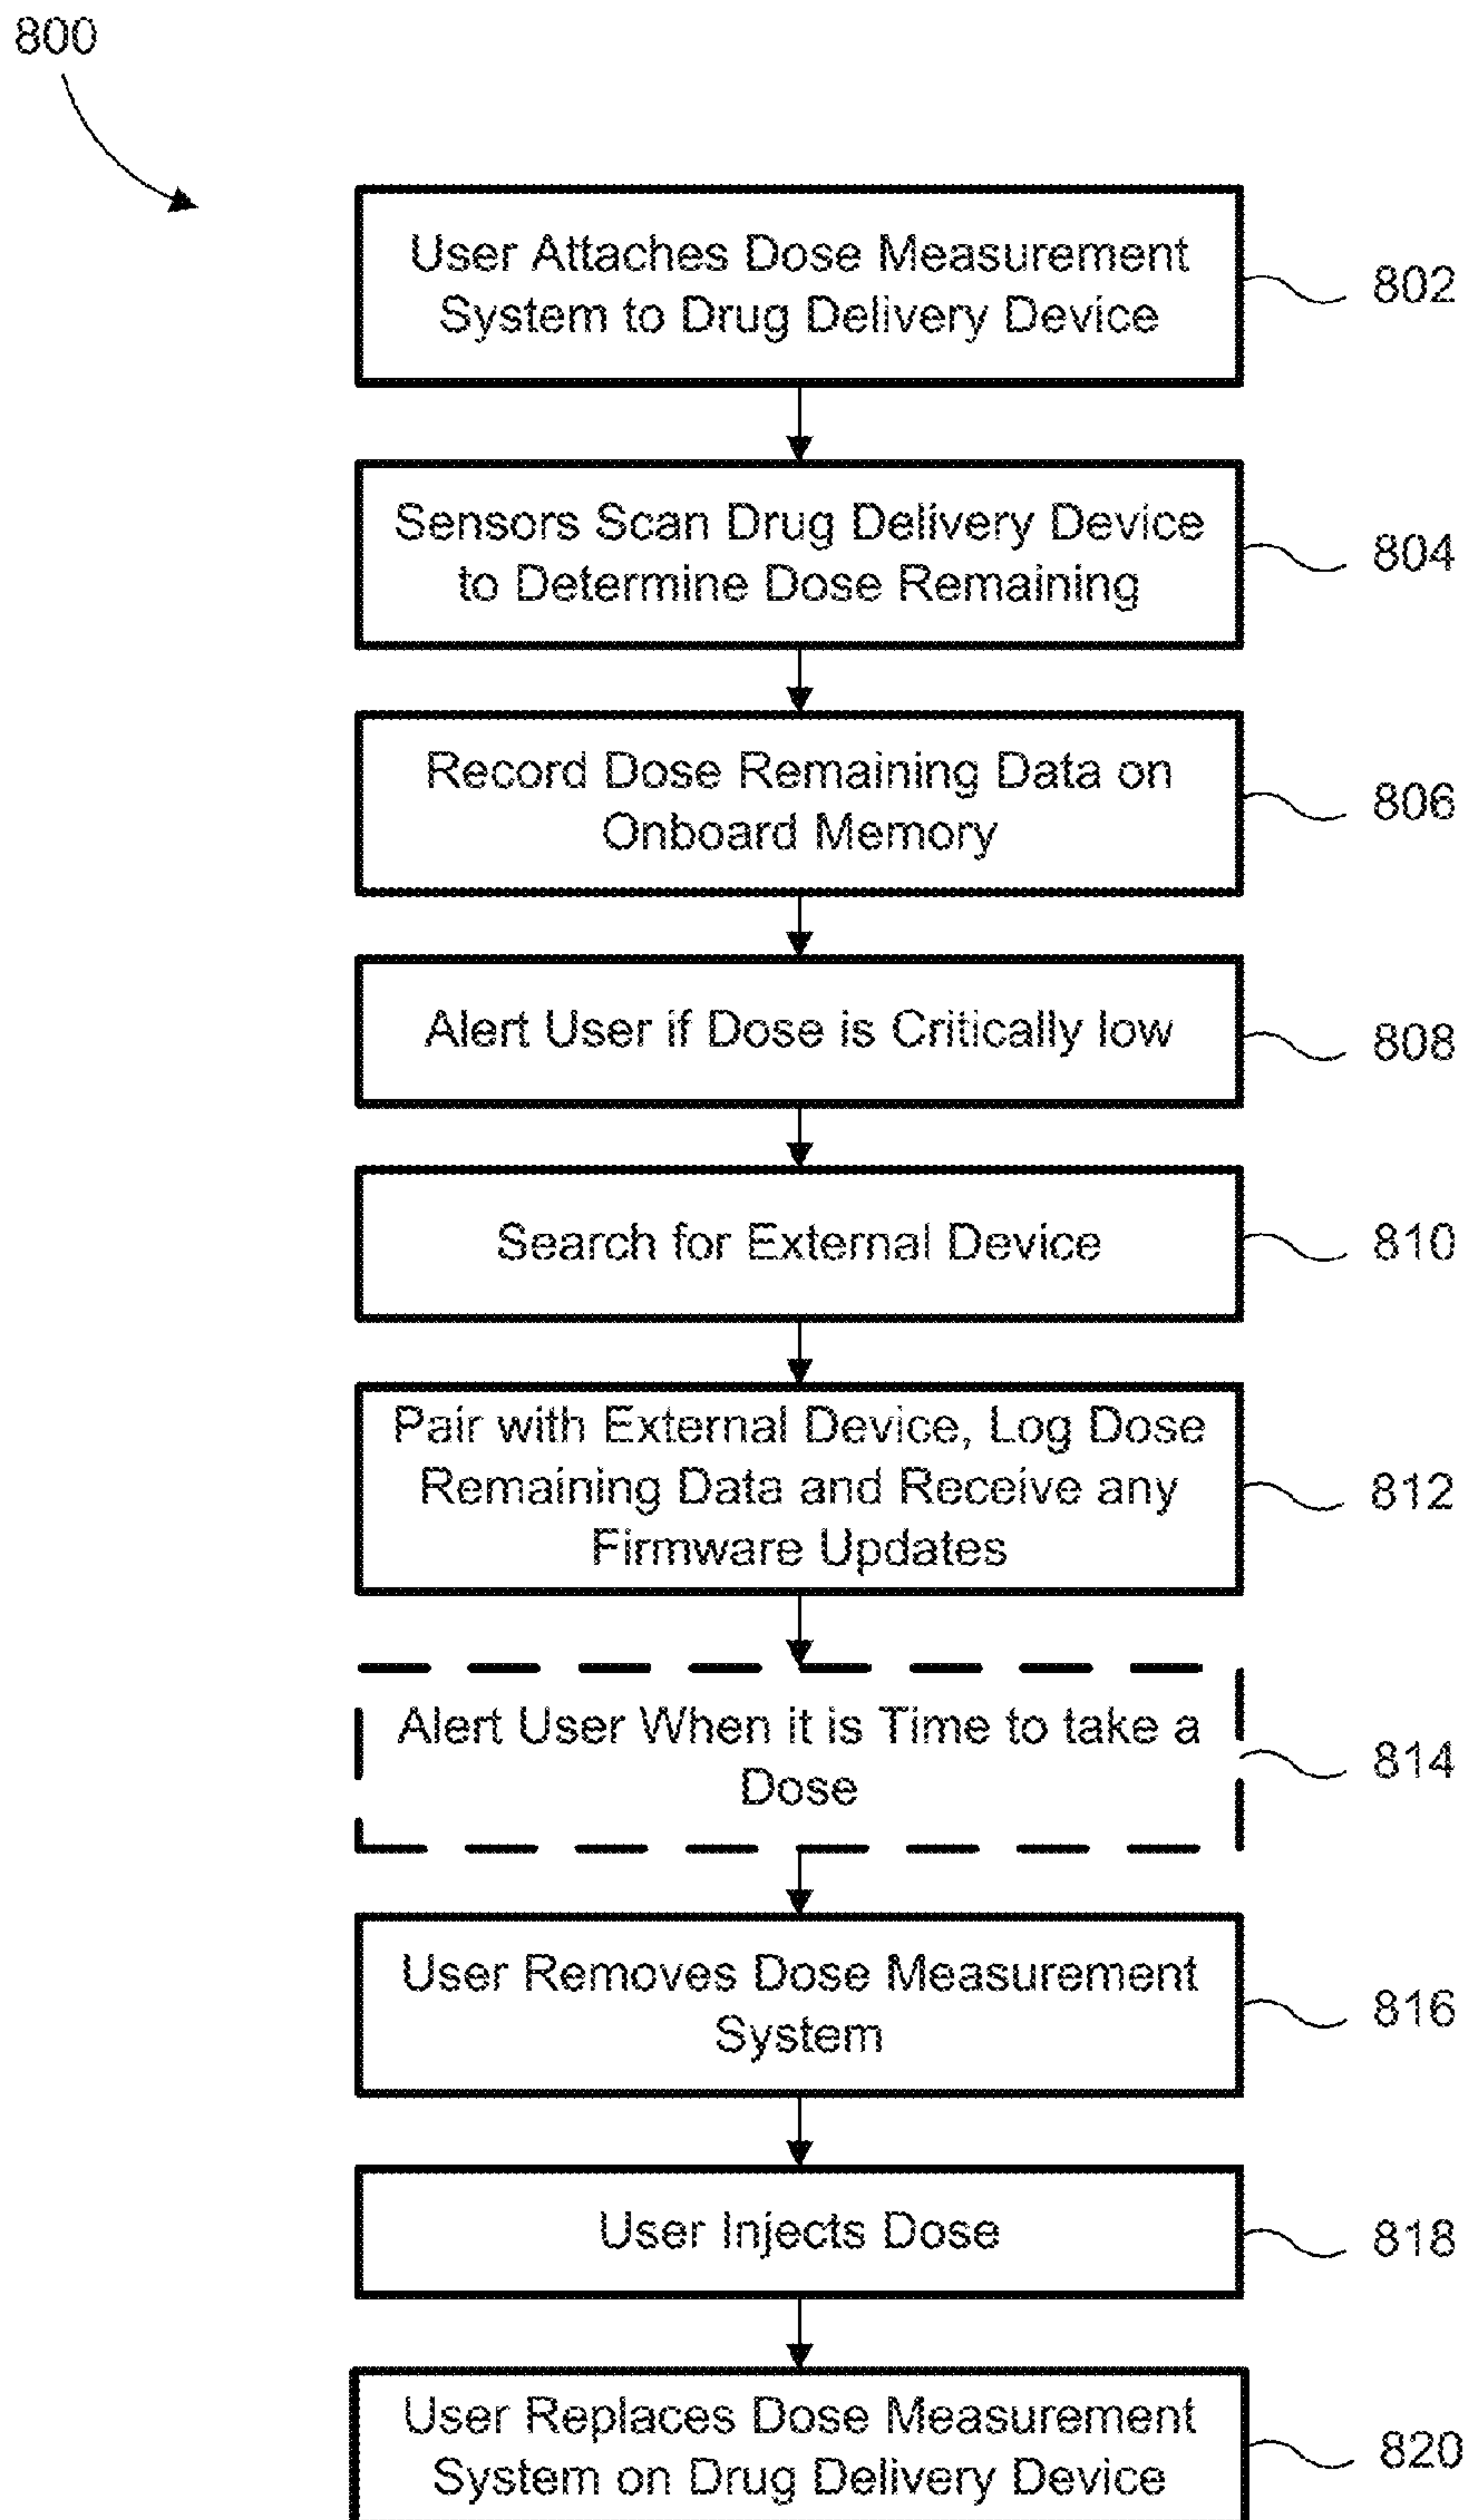 800
User Attaches Dose Measurement
System to Drug Delivery Device
802
Sensors Scan Drug Delivery Device
to Determine Dose Remaining
804
Record Dose Remaining Data on
Onboard Memory
806
Alert User if Dose is Critically low
808
Search for External Device
810
Pair with External Device, Log Dose
Remaining Data and Receive any
Firmware Updates
812
Alert User When it is Time to take a
Dose
814
User Removes Dose Measurement
System
816
User Injects Dose
818
User Replaces Dose Measurement
System on Drug Delivery Device
820